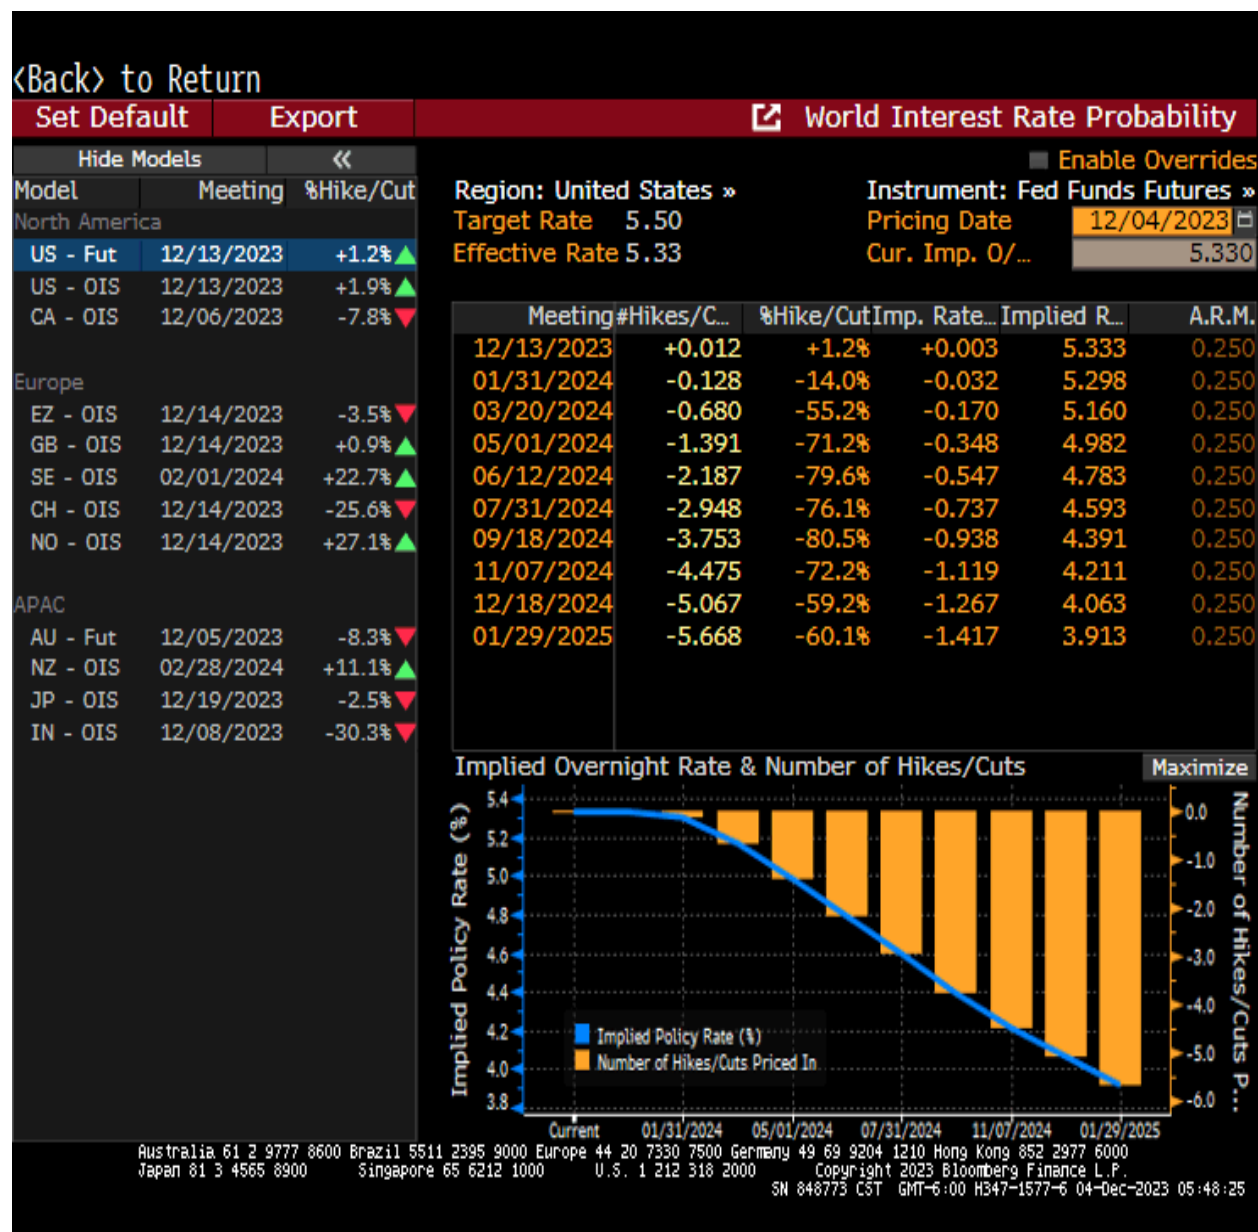 <Back> to Return
Set Default Export World Interest Rate Probability
Hide Models «
Enable Overrides
Model Meeting %Hike/Cut
Region: United States » Instrument: Fed Funds Futures »
North America
Target Rate 5.50 Pricing Date 12/04/2023
US - Fut 12/13/2023 +1.2%
Effective Rate 5.33 Cur. Imp. O/... 5.330
US - OIS 12/13/2023 +1.9%
CA - OIS 12/06/2023 -7.8%
Europe
EZ - OIS 12/14/2023 -3.5%
GB - OIS 12/14/2023 +0.9%
SE - OIS 02/01/2024 +22.7%
CH - OIS 12/14/2023 -25.6%
NO - OIS 12/14/2023 +27.1%
APAC
AU - Fut 12/05/2023 -8.3%
NZ - OIS 02/28/2024 +11.1%
JP - OIS 12/19/2023 -2.5%
IN - OIS 12/08/2023 -30.3%
Meeting #Hikes/C... %Hike/Cut Imp. Rate... Implied R... A.R.M.
12/13/2023 +0.012 +1.2% +0.003 5.333 0.250
01/31/2024 -0.128 -14.0% -0.032 5.298 0.250
03/20/2024 -0.680 -55.2% -0.170 5.160 0.250
05/01/2024 -1.391 -71.2% -0.348 4.982 0.250
06/12/2024 -2.187 -79.6% -0.547 4.783 0.250
07/31/2024 -2.948 -76.1% -0.737 4.593 0.250
09/18/2024 -3.753 -80.5% -0.938 4.391 0.250
11/07/2024 -4.475 -72.2% -1.119 4.211 0.250
12/18/2024 -5.067 -59.2% -1.267 4.063 0.250
01/29/2025 -5.668 -60.1% -1.417 3.913 0.250
Implied Overnight Rate & Number of Hikes/Cuts Maximize
Implied Policy Rate (%)
5.4
5.2
5.0
4.8
4.6
4.4
4.2
4.0
3.8
Implied Policy Rate (%)
Number of Hikes/Cuts Priced In
0.0
-1.0
-2.0
-3.0
-4.0
-5.0
-6.0
Number of Hikes/Cuts P...
Current 01/31/2024 05/01/2024 07/31/2024 11/07/2024 01/29/2025
Australia 61 2 9777 8600 Brazil 5511 2395 9000 Europe 44 20 7330 7500 Germany 49 69 9204 1210 Hong Kong 852 2977 6000
Japan 81 3 4565 8900 Singapore 65 6212 1000 U.S. 1 212 318 2000 Copyright 2023 Bloomberg Finance L.P.
SN 848773 CST GMT-6:00 H347-1577-6 04-Dec-2023 05:48:25